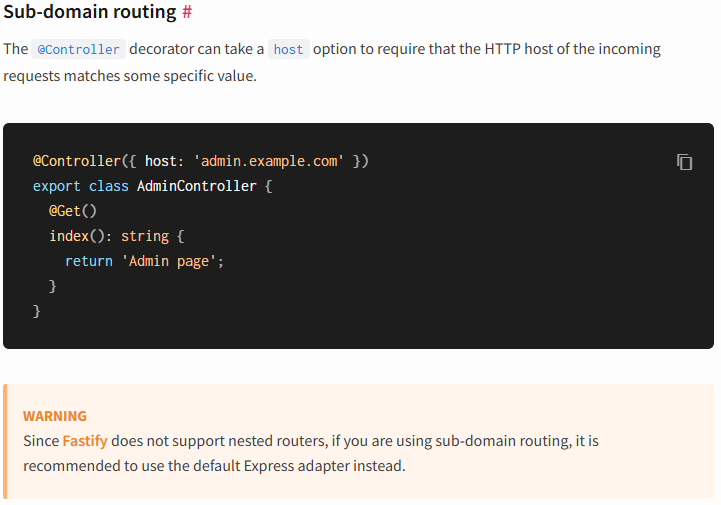 Sub-domain routing #
The @Controller decorator can take a host option to require that the HTTP host of the incoming
requests matches some specific value.
@Controller({ host: 'admin.example.com' })
export class AdminController {
  @Get()
  index(): string {
    return 'Admin page';
  }
}
WARNING
Since Fastify does not support nested routers, if you are using sub-domain routing, it is
recommended to use the default Express adapter instead.